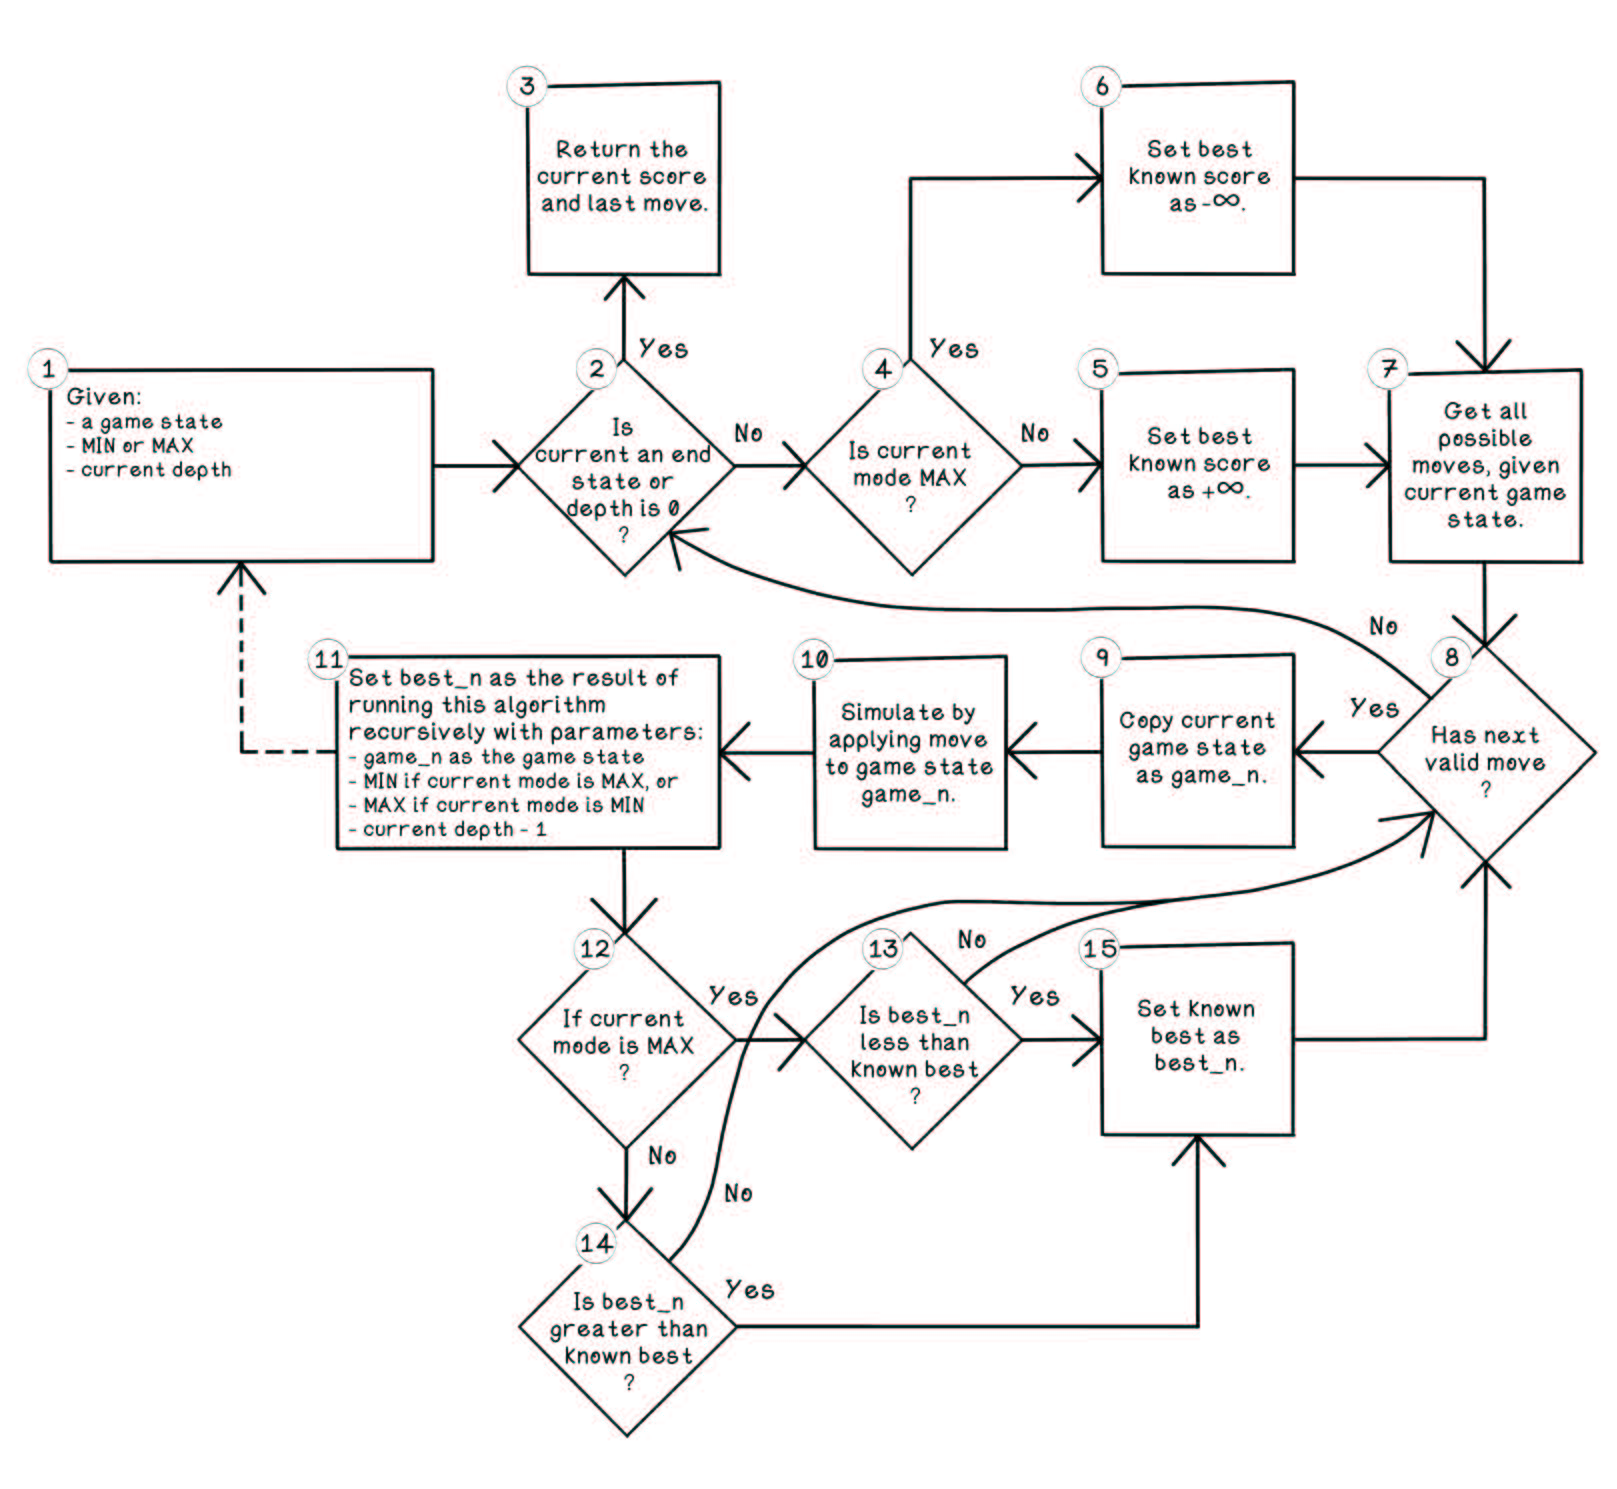 3
Return the
current score
and last move.
6
Set best
known score
as -∞.
Yes
Yes
1
Given:
- a game state
- MIN or MAX
- current depth
2
Is
current an end
state or
depth is 0
?
No
4
Is current
mode MAX
?
No
5
Set best
known score
as +∞.
7
Get all
possible
moves, given
current game
state.
No
11
Set best_n as the result of
running this algorithm
recursively with parameters:
- game_n as the game state
- MIN if current mode is MAX, or
- MAX if current mode is MIN
- current depth - 1
10
Simulate by
applying move
to game state
game_n.
9
Copy current
game state
as game_n.
Yes
8
Has next
valid move
?
12
If current
mode is MAX
?
Yes
13
Is best_n
less than
known best
?
No
Yes
15
Set known
best as
best_n.
No
No
14
Is best_n
greater than
known best
?
Yes